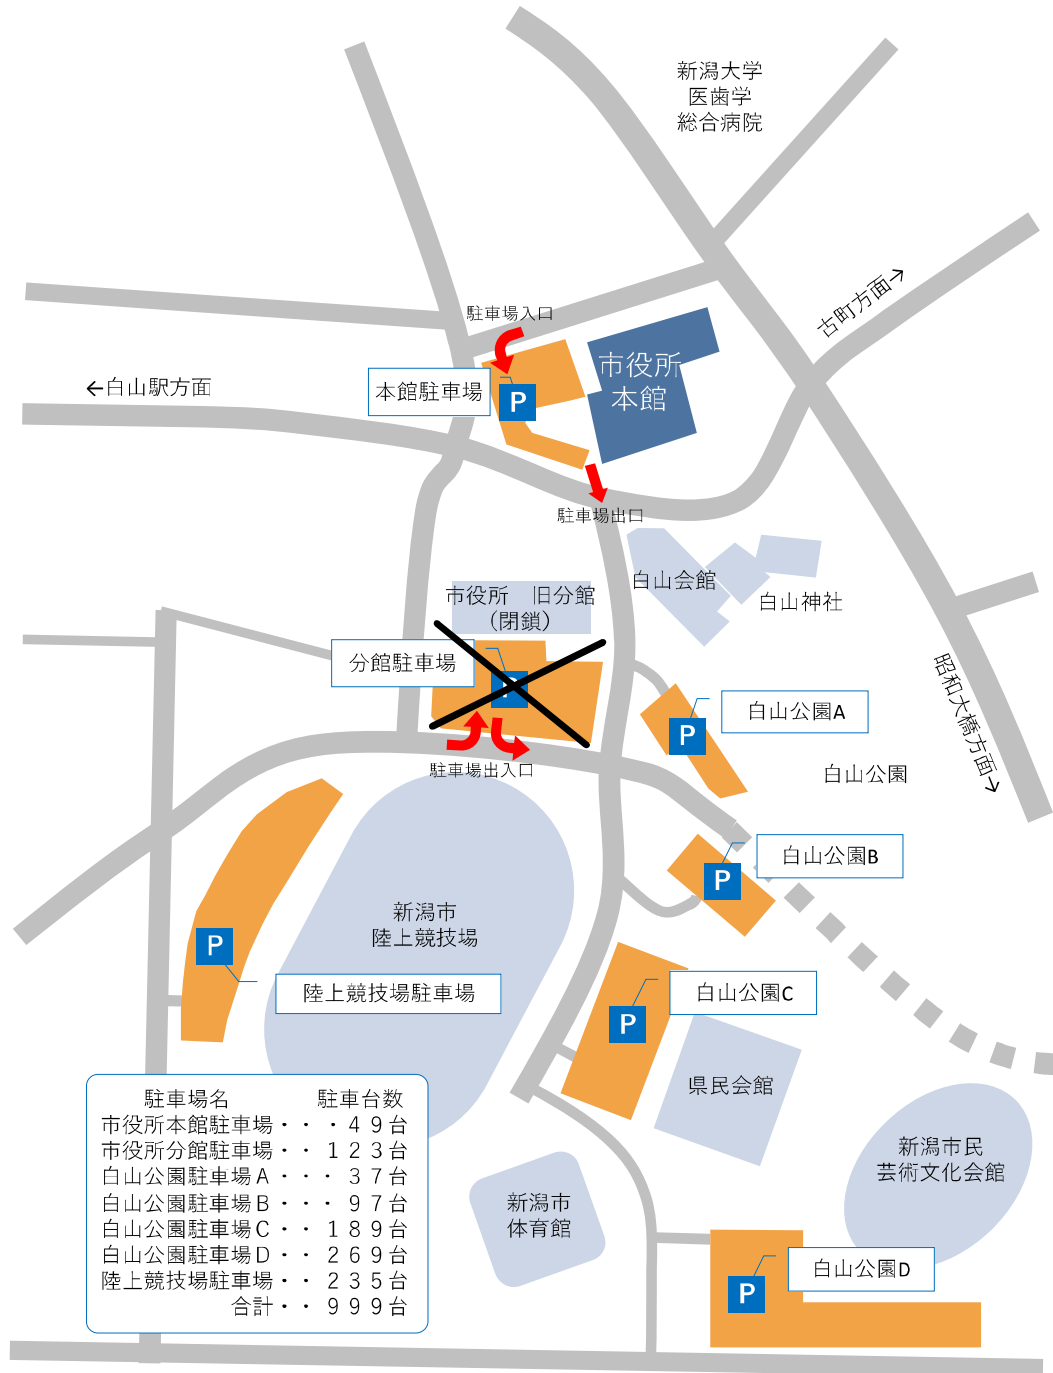 新潟大学
医歯学
総合病院
古町方面→
駐車場入口
市役所
本館
←白山駅方面
本館駐車場
P
駐車場出口
白山会館
白山神社
市役所　旧分館
（閉鎖）
分館駐車場
P
昭和大橋方面→
白山公園A
P
駐車場出入口
白山公園
白山公園B
P
新潟市
陸上競技場
P
陸上競技場駐車場
白山公園C
P
県民会館
駐車場名　　　　駐車台数
市役所本館駐車場・・・４９台
市役所分館駐車場・・１２３台
白山公園駐車場Ａ・・・３７台
白山公園駐車場Ｂ・・・９７台
白山公園駐車場Ｃ・・１８９台
白山公園駐車場Ｄ・・２６９台
陸上競技場駐車場・・２３５台
合計・・９９９台
新潟市民
芸術文化会館
新潟市
体育館
白山公園D
P